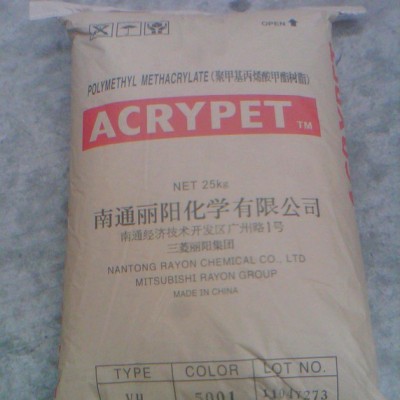 OPEN
POLYMETHYL METHACRYLATE (聚甲基丙烯酸甲酯树脂)
ACRYPET TM
NET 25kg
南通丽阳化学有限公司
南通经济技术开发区广州路1号
三菱丽阳集团
NANTONG RAYON CHEMICAL CO., LTD
MITSUBISHI RAYON GROUP
MADE IN CHINA
TYPE COLOR LOT NO.
VH 5001
ACRYPET